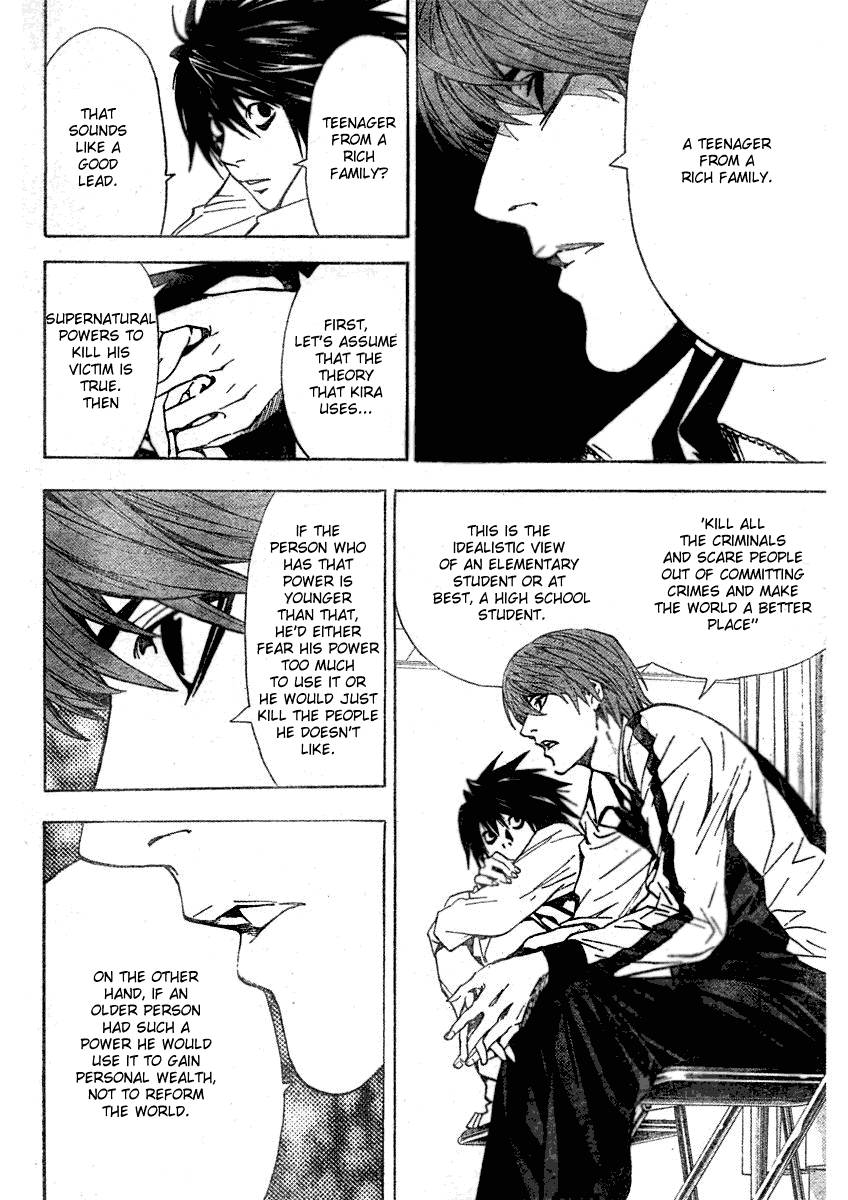 A TEENAGER
FROM A
RICH FAMILY.
TEENAGER
FROM A
RICH
FAMILY?
THAT
SOUNDS
LIKE A
GOOD
LEAD.
FIRST,
LET'S ASSUME
THAT THE
THEORY
THAT KIRA
USES...
SUPERNATURAL
POWERS TO
KILL HIS
VICTIM IS
TRUE.
THEN
'KILL ALL
THE CRIMINALS
AND SCARE PEOPLE
OUT OF COMMITTING
CRIMES AND MAKE
THE WORLD A BETTER
PLACE"
THIS IS THE
IDEALISTIC VIEW
OF AN ELEMENTARY
STUDENT OR AT
BEST, A HIGH SCHOOL
STUDENT.
IF THE
PERSON WHO
HAS THAT
POWER IS
YOUNGER
THAN THAT,
HE'D EITHER
FEAR HIS POWER
TOO MUCH
TO USE IT OR
HE WOULD JUST
KILL THE PEOPLE
HE DOESN'T
LIKE.
ON THE OTHER
HAND, IF AN
OLDER PERSON
HAD SUCH A
POWER HE WOULD
USE IT TO GAIN
PERSONAL WEALTH,
NOT TO REFORM
THE WORLD.